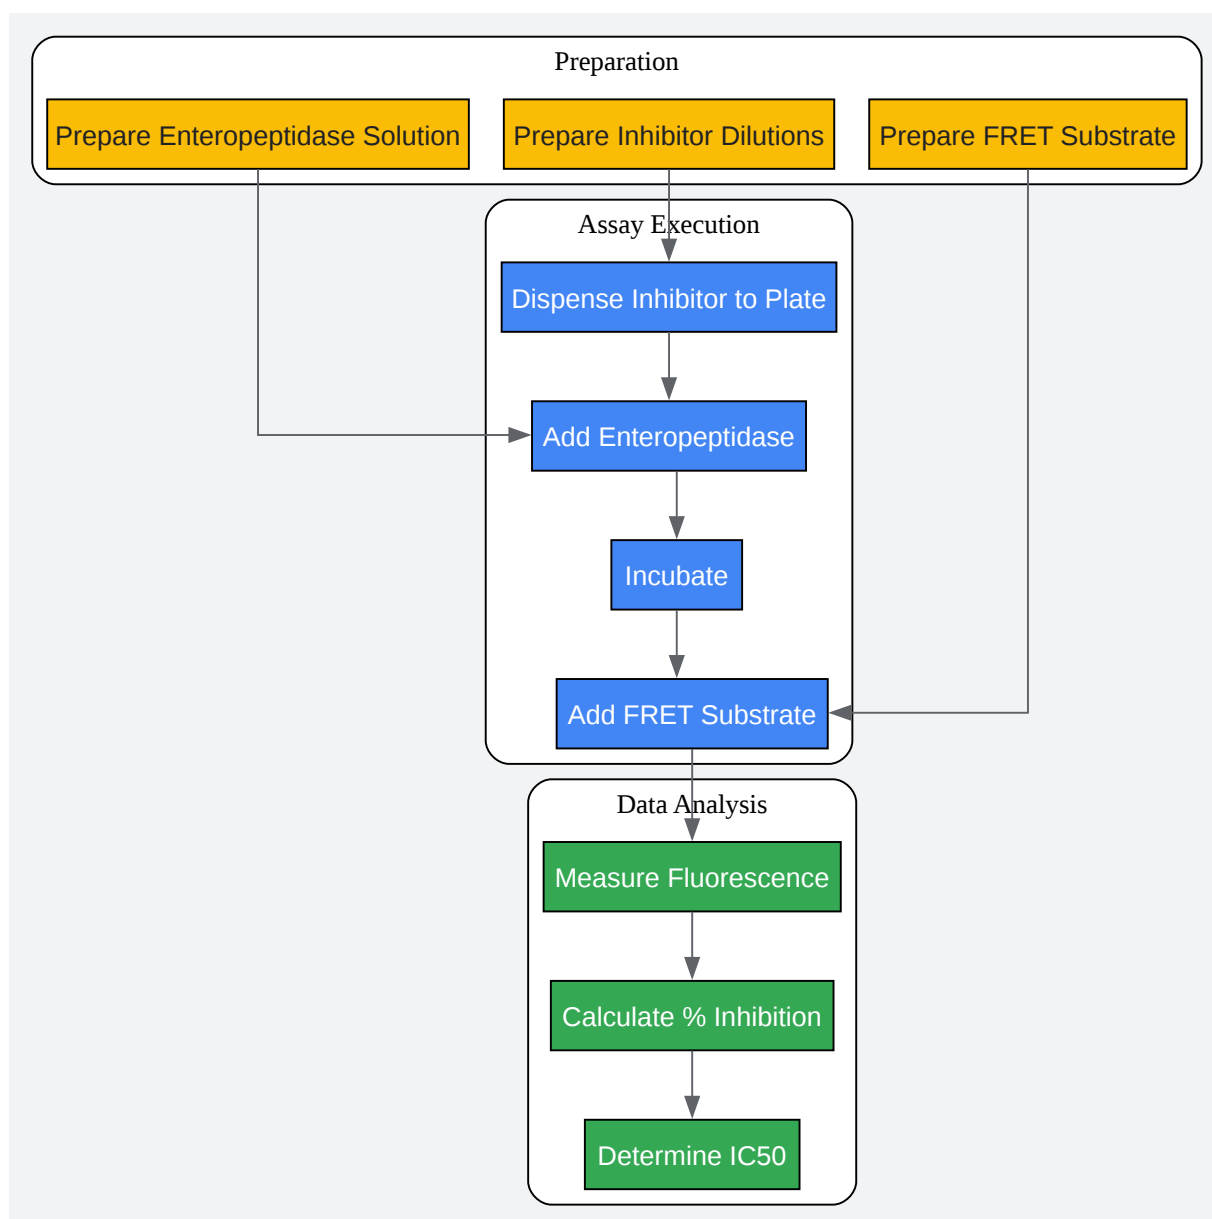 Preparation
Prepare Enteropeptidase Solution
Prepare Inhibitor Dilutions
Prepare FRET Substrate
Assay Execution
Dispense Inhibitor to Plate
Add Enteropeptidase
Incubate
Add FRET Substrate
Data Analysis
Measure Fluorescence
Calculate % Inhibition
Determine IC50